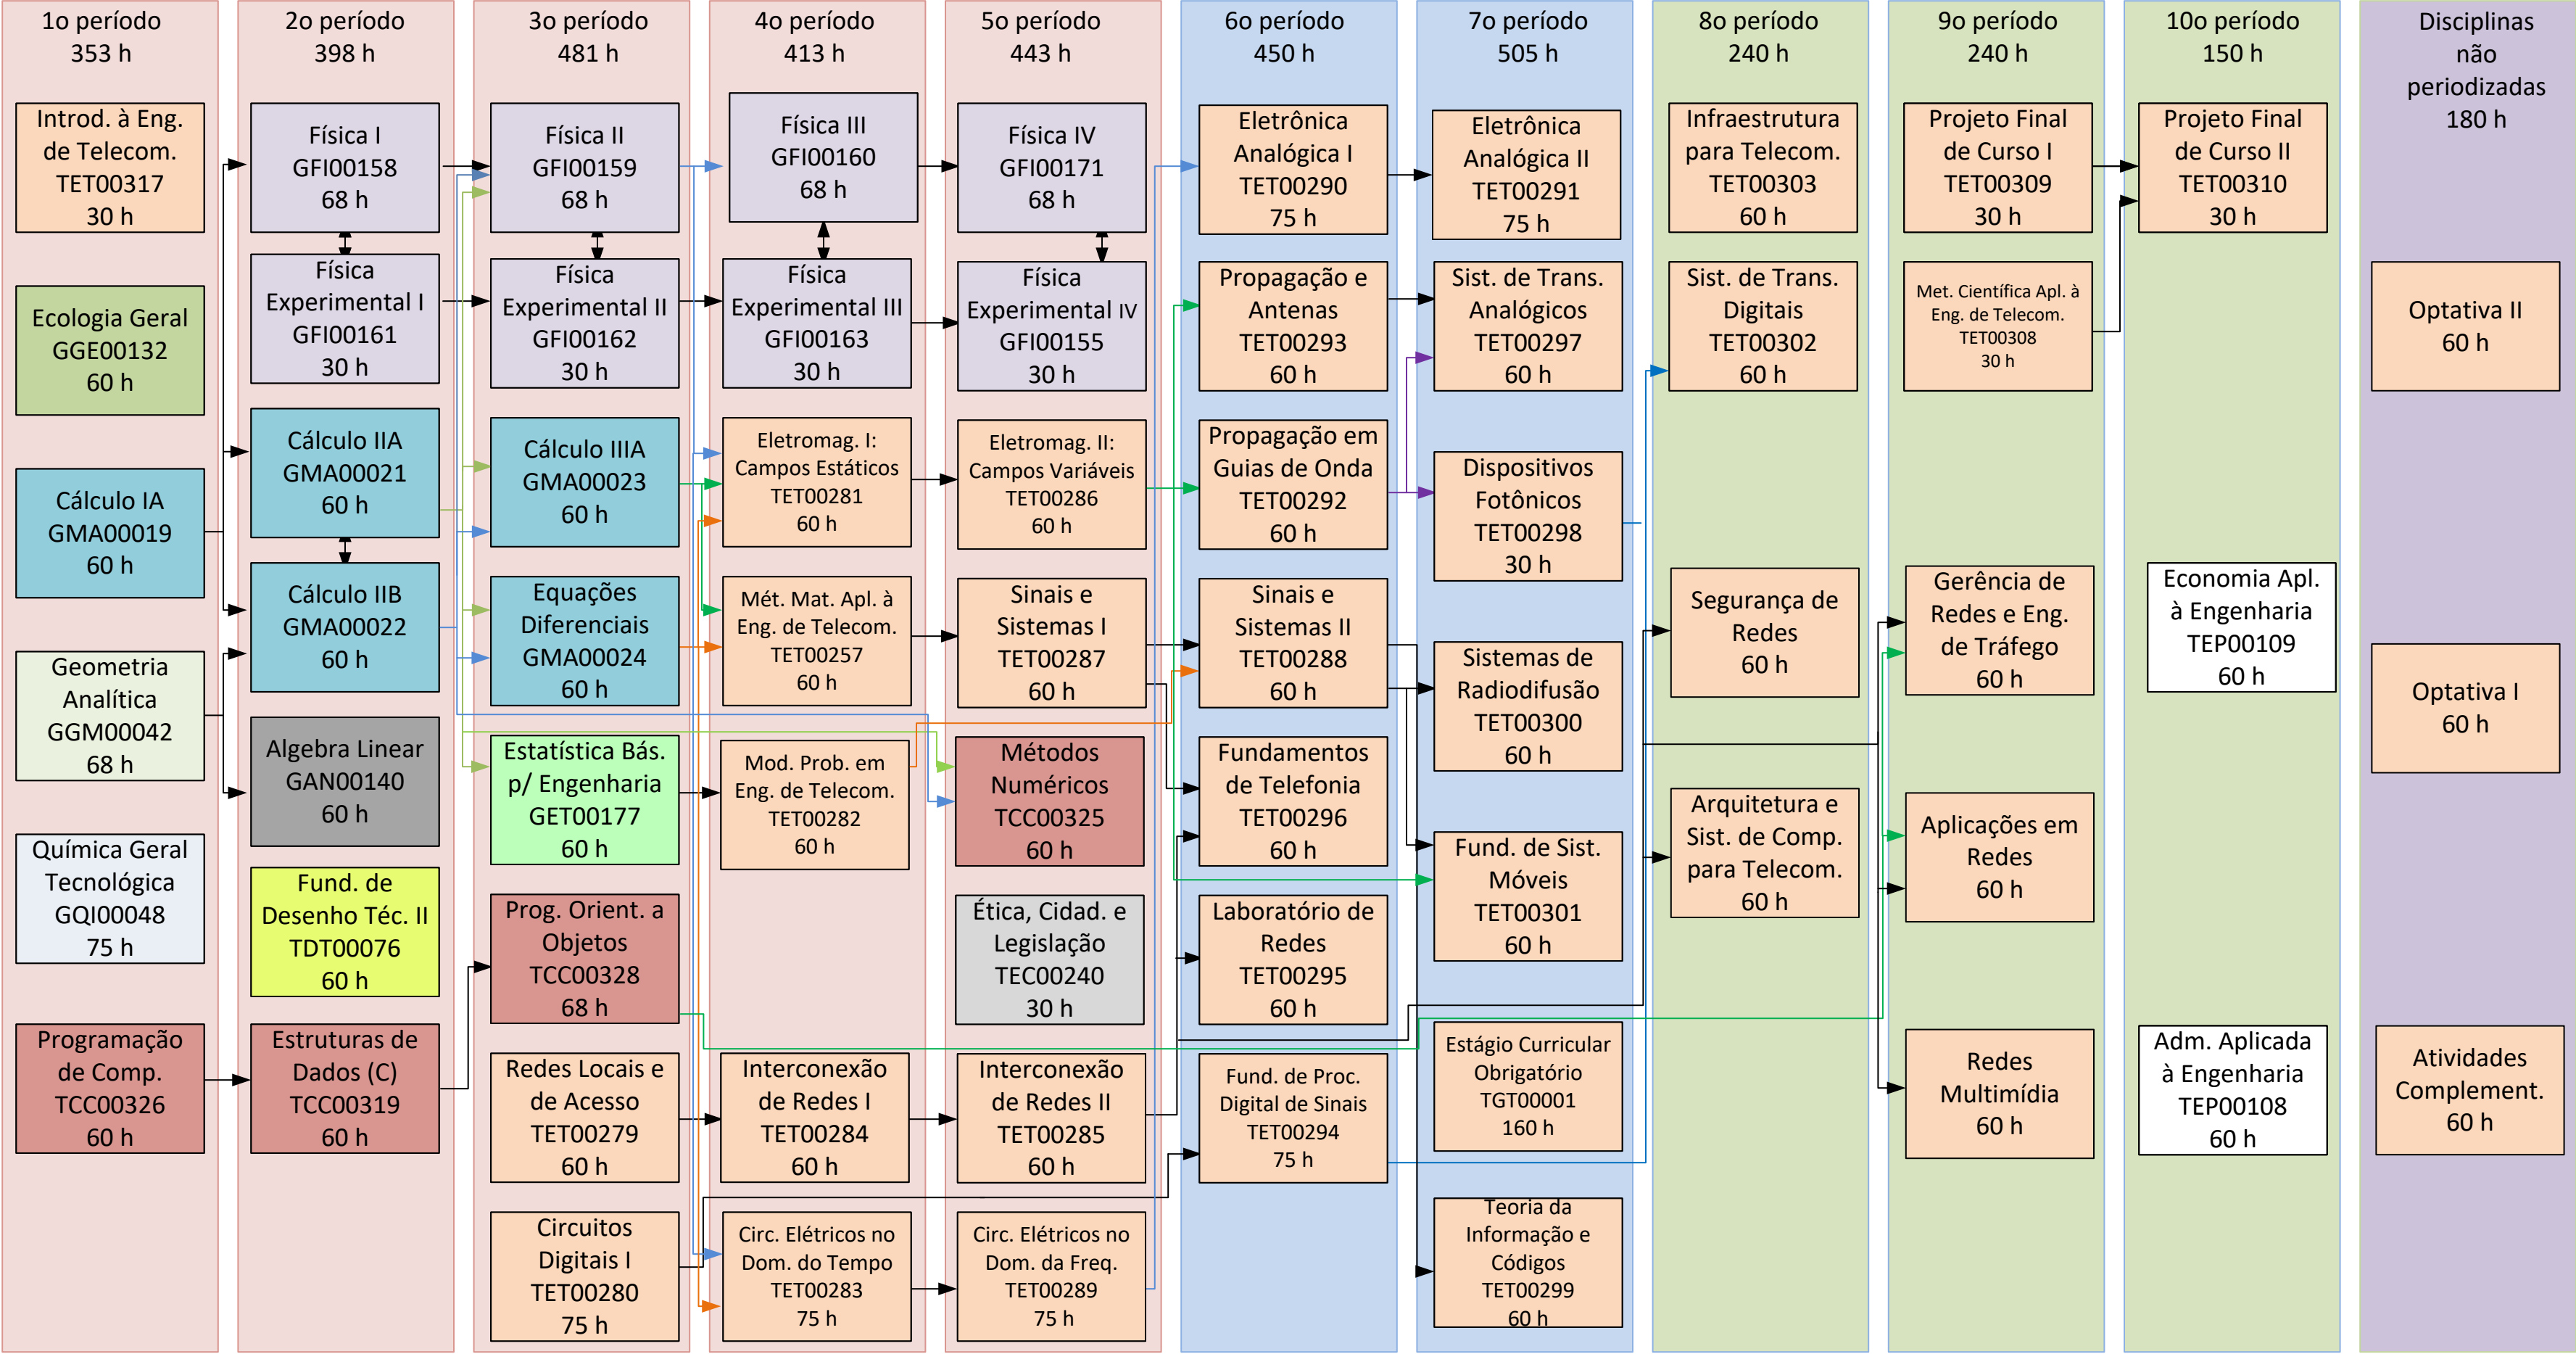 1o período
353 h
Introd. à Eng.
de Telecom.
TET00317
30 h
Ecologia Geral
GGE00132
60 h
Cálculo IA
GMA00019
60 h
Geometria
Analítica
GGM00042
68 h
Química Geral
Tecnológica
GQI00048
75 h
Programação
de Comp.
TCC00326
60 h
2o período
398 h
Física I
GFI00158
68 h
Física
Experimental I
GFI00161
30 h
Cálculo IIA
GMA00021
60 h
Cálculo IIB
GMA00022
60 h
Algebra Linear
GAN00140
60 h
Fund. de
Desenho Téc. II
TDT00076
60 h
Estruturas de
Dados (C)
TCC00319
60 h
3o período
481 h
Física II
GFI00159
68 h
Física
Experimental II
GFI00162
30 h
Cálculo IIIA
GMA00023
60 h
Equações
Diferenciais
GMA00024
60 h
Estatística Bás.
p/ Engenharia
GET00177
60 h
Prog. Orient. a
Objetos
TCC00328
68 h
Redes Locais e
de Acesso
TET00279
60 h
Circuitos
Digitais I
TET00280
75 h
4o período
413 h
Física III
GFI00160
68 h
Física
Experimental III
GFI00163
30 h
Eletromag. I:
Campos Estáticos
TET00281
60 h
Mét. Mat. Apl. à
Eng. de Telecom.
TET00257
60 h
Mod. Prob. em
Eng. de Telecom.
TET00282
60 h
Interconexão
de Redes I
TET00284
60 h
Circ. Elétricos no
Dom. do Tempo
TET00283
75 h
5o período
443 h
Física IV
GFI00171
68 h
Física
Experimental IV
GFI00155
30 h
Eletromag. II:
Campos Variáveis
TET00286
60 h
Sinais e
Sistemas I
TET00287
60 h
Métodos
Numéricos
TCC00325
60 h
Ética, Cidad. e
Legislação
TEC00240
30 h
Interconexão
de Redes II
TET00285
60 h
Circ. Elétricos no
Dom. da Freq.
TET00289
75 h
6o período
450 h
Eletrônica
Analógica I
TET00290
75 h
Propagação e
Antenas
TET00293
60 h
Propagação em
Guias de Onda
TET00292
60 h
Sinais e
Sistemas II
TET00288
60 h
Fundamentos
de Telefonia
TET00296
60 h
Laboratório de
Redes
TET00295
60 h
Fund. de Proc.
Digital de Sinais
TET00294
75 h
7o período
505 h
Eletrônica
Analógica II
TET00291
75 h
Sist. de Trans.
Analógicos
TET00297
60 h
Dispositivos
Fotônicos
TET00298
30 h
Sistemas de
Radiodifusão
TET00300
60 h
Fund. de Sist.
Móveis
TET00301
60 h
Estágio Curricular
Obrigatório
TGT00001
160 h
Teoria da
Informação e
Códigos
TET00299
60 h
8o período
240 h
Infraestrutura
para Telecom.
TET00303
60 h
Sist. de Trans.
Digitais
TET00302
60 h
Segurança de
Redes
60 h
Arquitetura e
Sist. de Comp.
para Telecom.
60 h
9o período
240 h
Projeto Final
de Curso I
TET00309
30 h
Met. Científica Apl. à
Eng. de Telecom.
TET00308
30 h
Gerência de
Redes e Eng.
de Tráfego
60 h
Aplicações em
Redes
60 h
Redes
Multimídia
60 h
10o período
150 h
Projeto Final
de Curso II
TET00310
30 h
Economia Apl.
à Engenharia
TEP00109
60 h
Adm. Aplicada
à Engenharia
TEP00108
60 h
Disciplinas
não
periodizadas
180 h
Optativa II
60 h
Optativa I
60 h
Atividades
Complement.
60 h